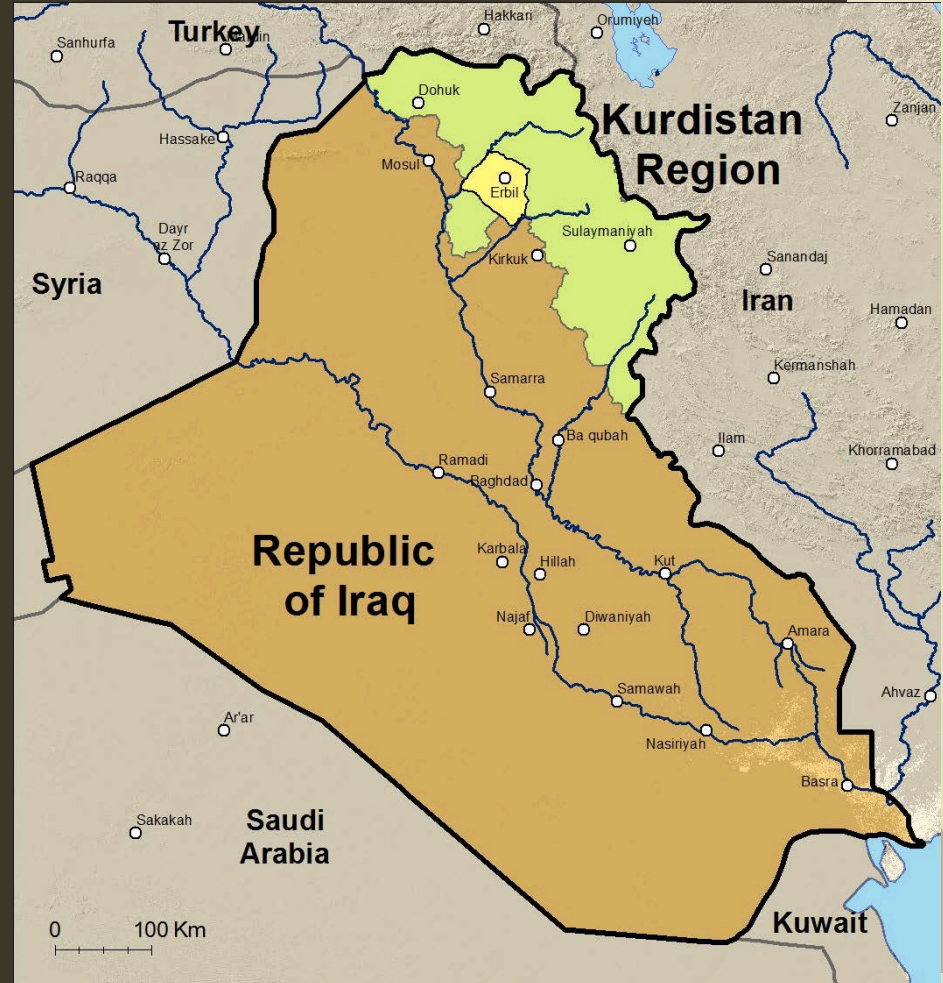 Hakkari
Orumiyeh
Turkey
Sanhurfa
Dohuk
Zanjan
Kurdistan
Region
Hassake
Mosul
Raqqa
Erbil
Dayr
az Zor
Sulaymaniyah
Kirkuk
Sanandaj
Syria
Iran
Hamadan
Kermanshah
Samarra
Ba qubah
Ilam
Khorramabad
Ramadi
Baghdad
Republic
of Iraq
Karbala
Hillah
Kut
Najaf
Diwaniyah
Amara
Samawah
Ahvaz
Ar'ar
Nasiriyah
Basra
Sakakah
Saudi
Arabia
Kuwait
0 100 Km